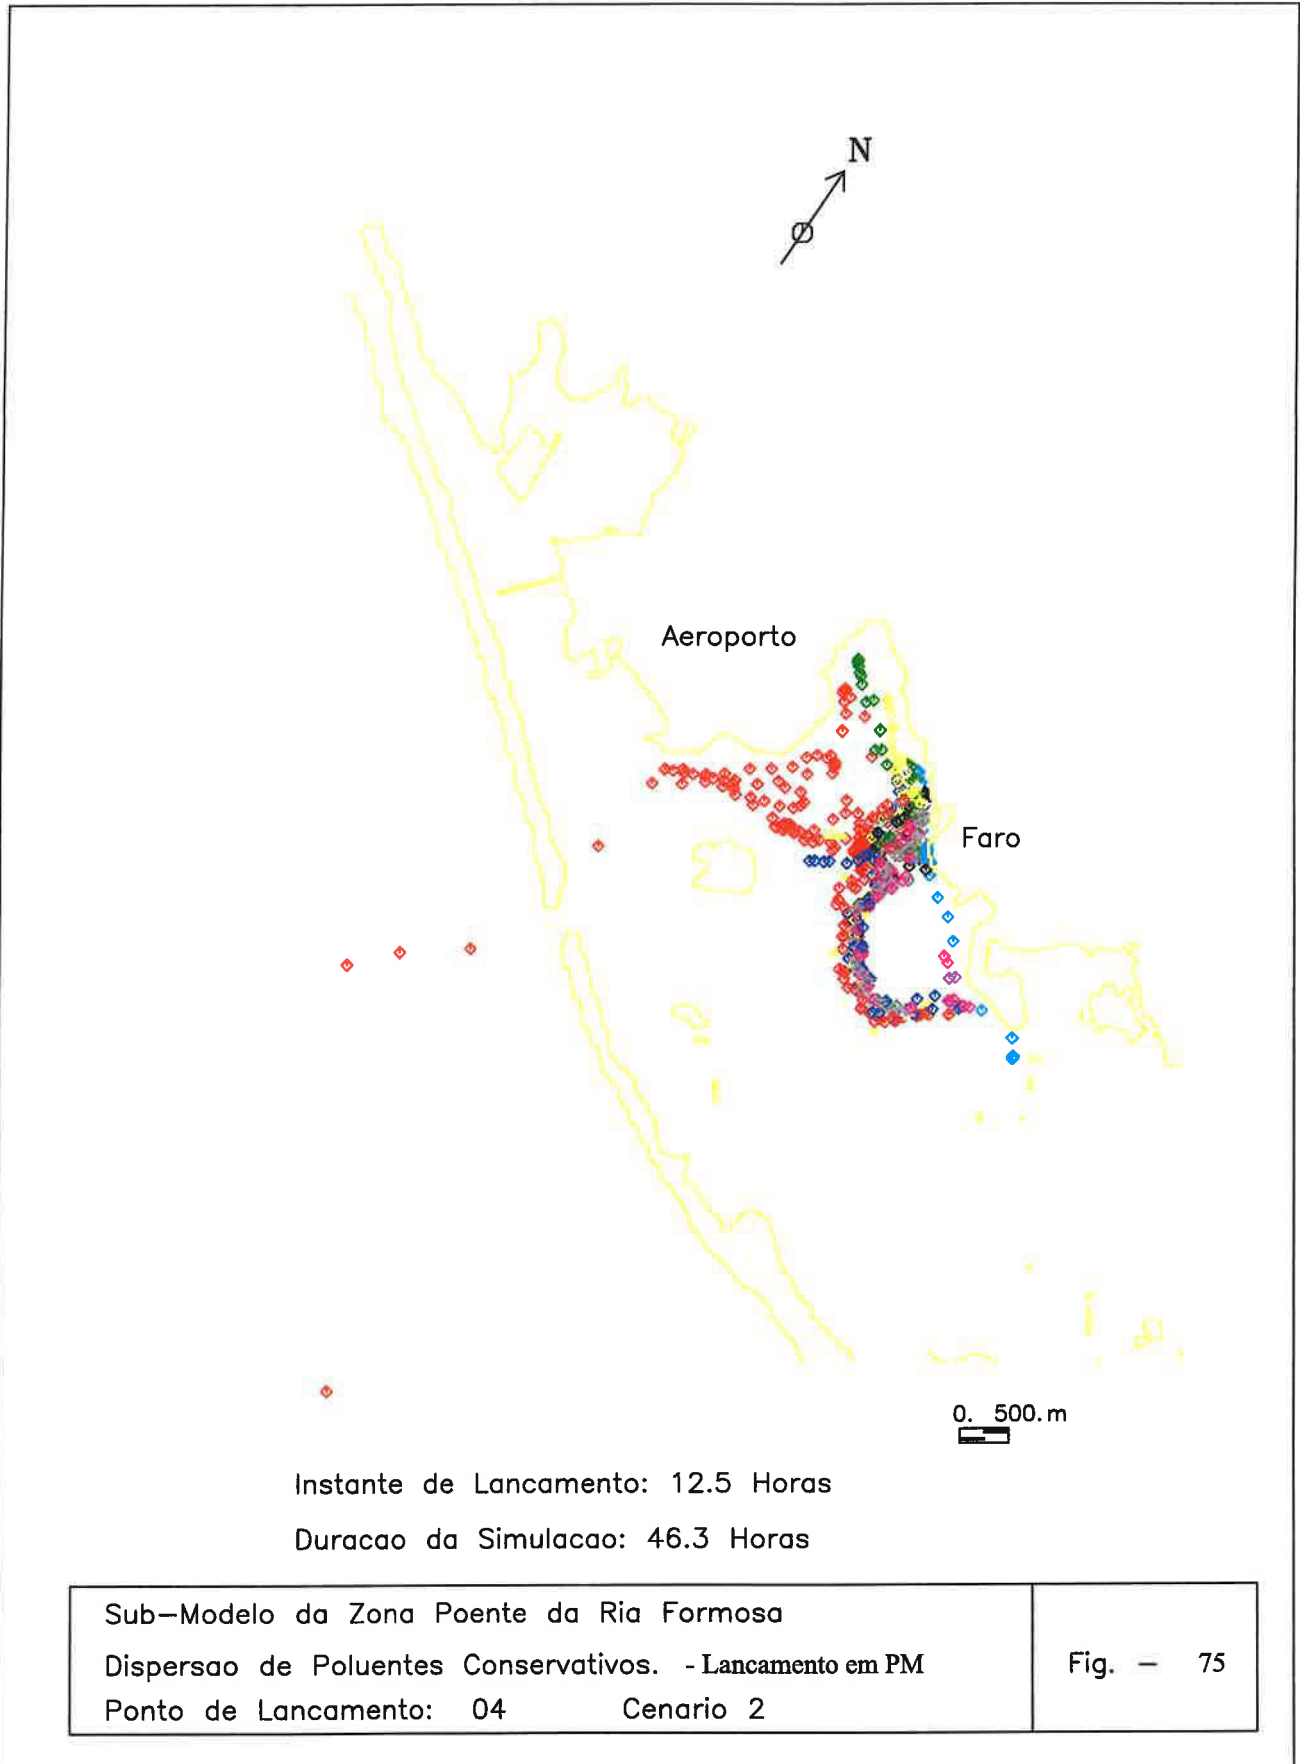 N
Aeroporto
Faro
0. 500.m
Instante de Lancamento: 12.5 Horas
Duracao da Simulacao: 46.3 Horas
Sub-Modelo da Zona Poente da Ria Formosa
Dispersao de Poluentes Conservativos. - Lancamento em PM
Ponto de Lancamento: 04 Cenario 2
Fig. - 75